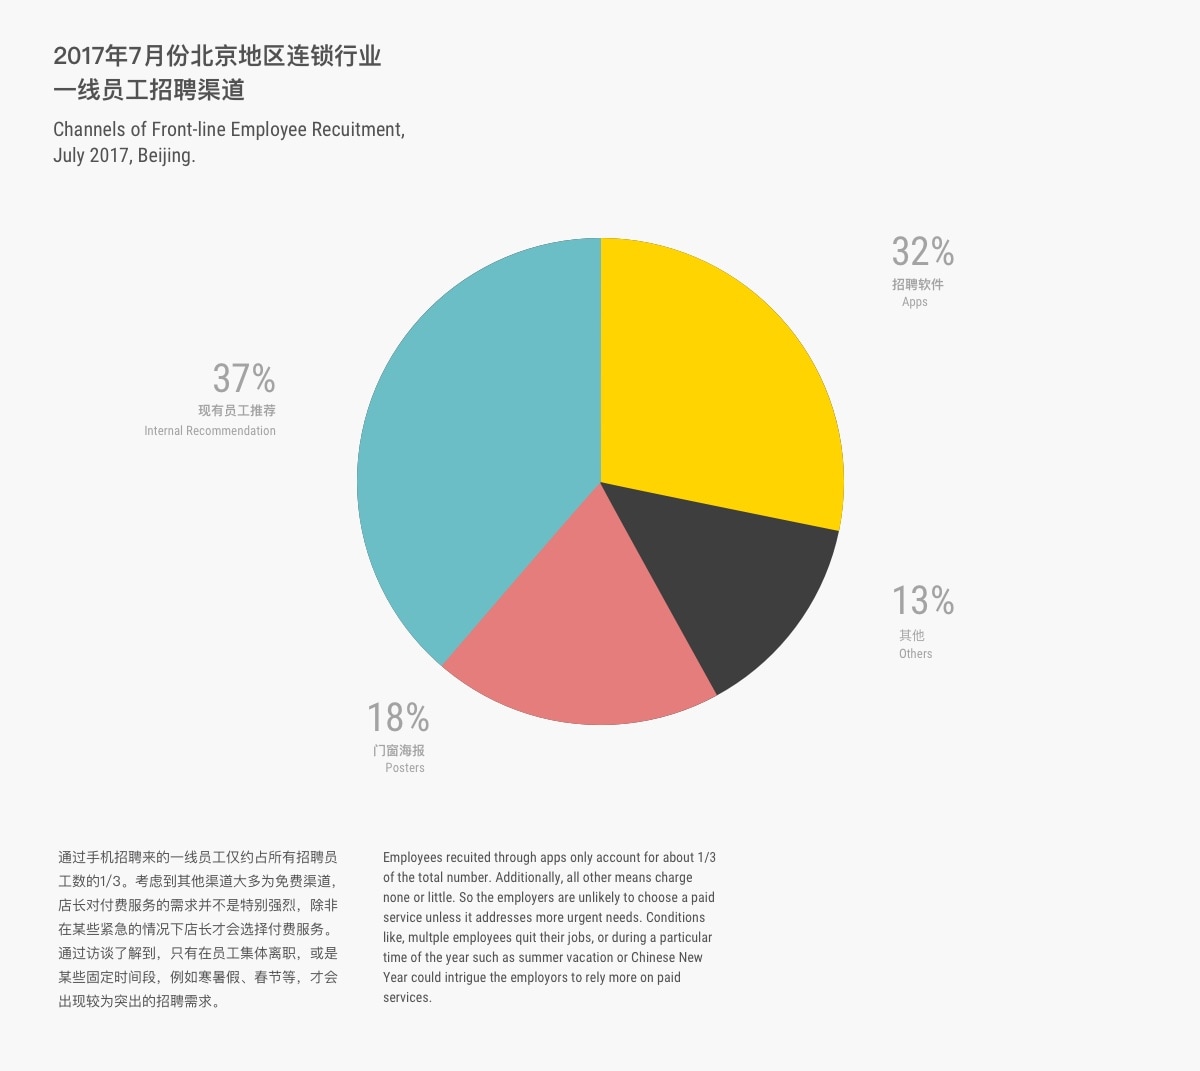 2017年7月份北京地区连锁行业
一线员工招聘渠道
Channels of Front-line Employee Recuitment,
July 2017, Beijing.
32%
招聘软件
Apps
37%
现有员工推荐
Internal Recommendation
13%
其他
Others
18%
门窗海报
Posters
通过手机招聘来的一线员工仅约占所有招聘员
工数的1/3。考虑到其他渠道大多为免费渠道，
店长对付费服务的需求并不是特别强烈，除非
在某些紧急的情况下店长才会选择付费服务。
通过访谈了解到，只有在员工集体离职，或是
某些固定时间段，例如寒暑假、春节等，才会
出现较为突出的招聘需求。
Employees recuited through apps only account for about 1/3
of the total number. Additionally, all other means charge
none or little. So the employers are unlikely to choose a paid
service unless it addresses more urgent needs. Conditions
like, multple employees quit their jobs, or during a particular
time of the year such as summer vacation or Chinese New
Year could intrigue the employors to rely more on paid
services.